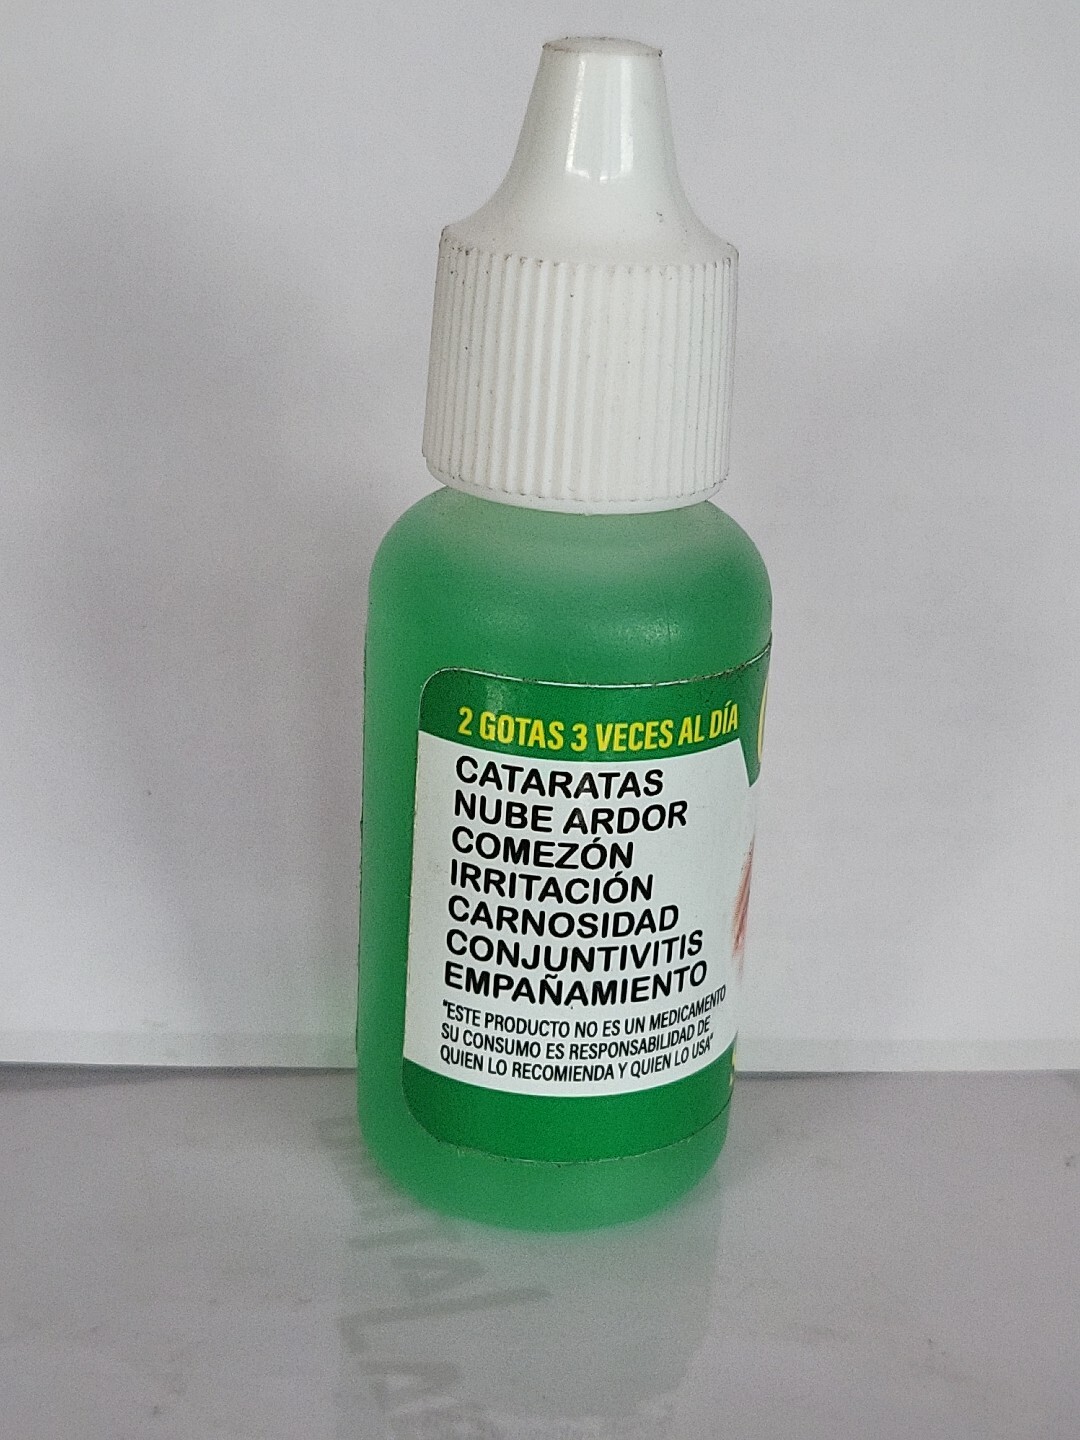 2 GOTAS 3 VECES AL DÍA
CATARATAS
NUBE ARDOR
COMEZÓN
IRRITACIÓN
CARNOSIDAD
CONJUNTIVITIS
EMPAÑAMIENTO
"ESTE PRODUCTO NO ES UN MEDICAMENTO
SU CONSUMO ES RESPONSABILIDAD DE
QUIEN LO RECOMIENDA Y QUIEN LO USA"